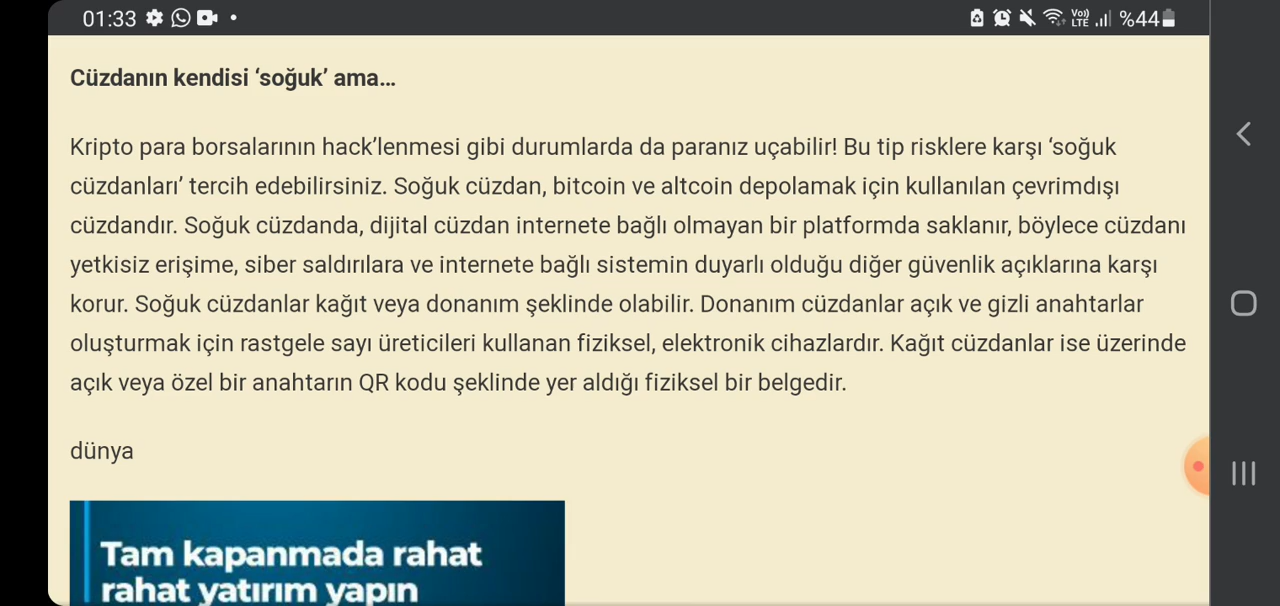 01:33
Vo)) LTE %44
Cüzdanın kendisi ‘soğuk’ ama…
Kripto para borsalarının hack’lenmesi gibi durumlarda da paranız uçabilir! Bu tip risklere karşı ‘soğuk
cüzdanları’ tercih edebilirsiniz. Soğuk cüzdan, bitcoin ve altcoin depolamak için kullanılan çevrimdışı
cüzdandır. Soğuk cüzdanda, dijital cüzdan internete bağlı olmayan bir platformda saklanır, böylece cüzdanı
yetkisiz erişime, siber saldırılara ve internete bağlı sistemin duyarlı olduğu diğer güvenlik açıklarına karşı
korur. Soğuk cüzdanlar kağıt veya donanım şeklinde olabilir. Donanım cüzdanlar açık ve gizli anahtarlar
oluşturmak için rastgele sayı üreticileri kullanan fiziksel, elektronik cihazlardır. Kağıt cüzdanlar ise üzerinde
açık veya özel bir anahtarın QR kodu şeklinde yer aldığı fiziksel bir belgedir.
dünya
Tam kapanmada rahat
rahat yatırım yapın